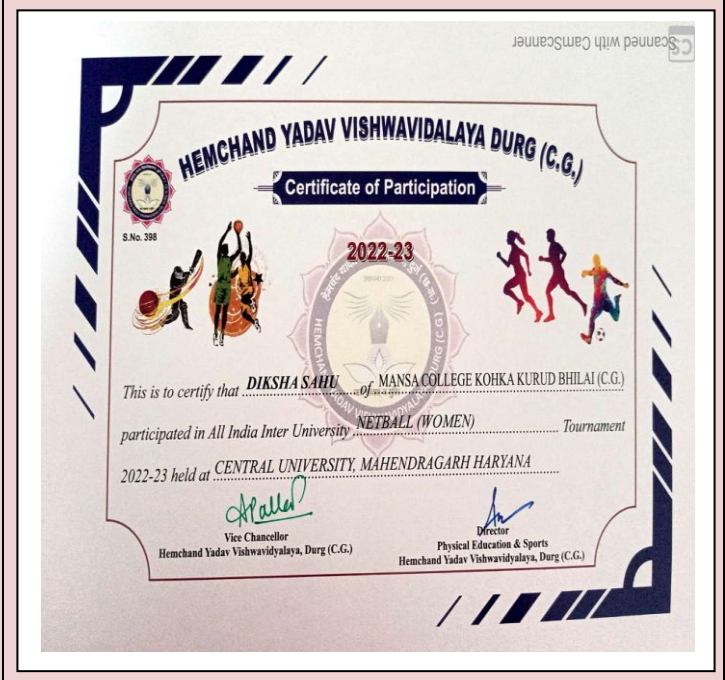 Scanned with CamScanner
CS
HEMCHAND YADAV VISHWAVIDALAYA DURG (C.G.)
Certificate of Participation
S.No. 398
2022-23
This is to certify that DIKSHA SAHU of MANSA COLLEGE KOHKA KURUD BHILAI (C.G.)
participated in All India Inter University NETBALL (WOMEN) Tournament
2022-23 held at CENTRAL UNIVERSITY, MAHENDRAGARH HARYANA
Vice Chancellor
Hemchand Yadav Vishwavidyalaya, Durg (C.G.)
Director
Physical Education & Sports
Hemchand Yadav Vishwavidyalaya, Durg (C.G.)